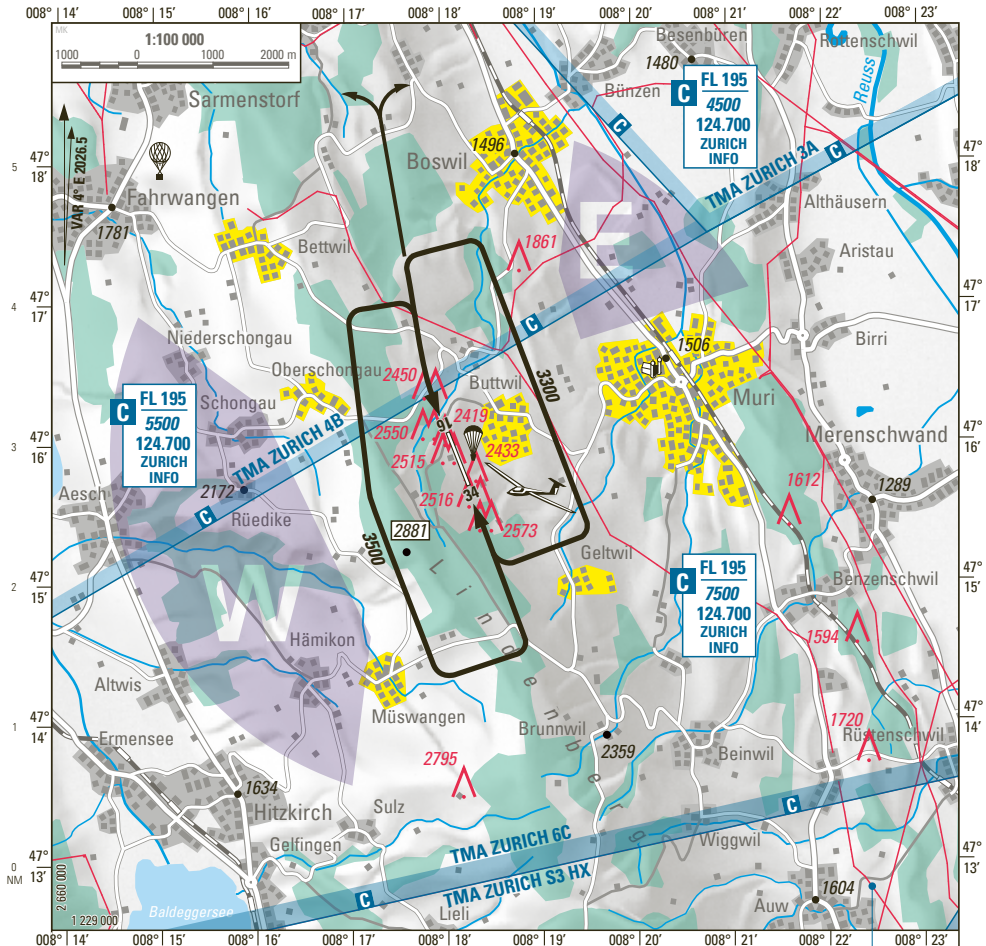 008° 14'
008° 15'
008° 16'
008° 17'
008° 18'
008° 19'
008° 20'
008° 21'
008° 22'
008° 23'
MK
1:100 000
1000
0
1000
2000 m
Besenbüren
1480
Rottenschwil
Reuss
Sarmenstorf
Bünzen
C
FL 195
4500
124.700
ZURICH
INFO
C
C
TMA ZURICH 3A
VAR 4° E 2026.5
5
47°
18'
47°
18'
Boswil
1496
Fahrwangen
1781
Althäusern
E
Bettwil
1861
Aristau
4
47°
17'
47°
17'
C
Niederschongau
Birri
1506
Oberschongau
2450
Buttwil
3300
Muri
C
FL 195
5500
124.700
ZURICH
INFO
Schongau
TMA ZURICH 4B
2550
16
2419
2433
Merenschwand
3
47°
16'
47°
16'
2515
2172
1612
1289
Aesch
C
Rüedike
2516
34
2573
3500
2881
Geltwil
2
47°
15'
47°
15'
W
C
FL 195
7500
124.700
ZURICH
INFO
Benzenschwil
1594
Lindenberg
Hämikon
Altwis
Müswangen
1
47°
14'
47°
14'
Ermensee
Brunnwil
2359
Beinwil
1720
Rüstenschwil
2795
1634
Hitzkirch
Sulz
C
Gelfingen
TMA ZURICH 6C
Wiggwil
0
NM
47°
13'
47°
13'
TMA ZURICH S3 HX
C
2 660 000
1 229 000
Baldeggersee
Lieli
Auw
1604
008° 14'
008° 15'
008° 16'
008° 17'
008° 18'
008° 19'
008° 20'
008° 21'
008° 22'
008° 23'